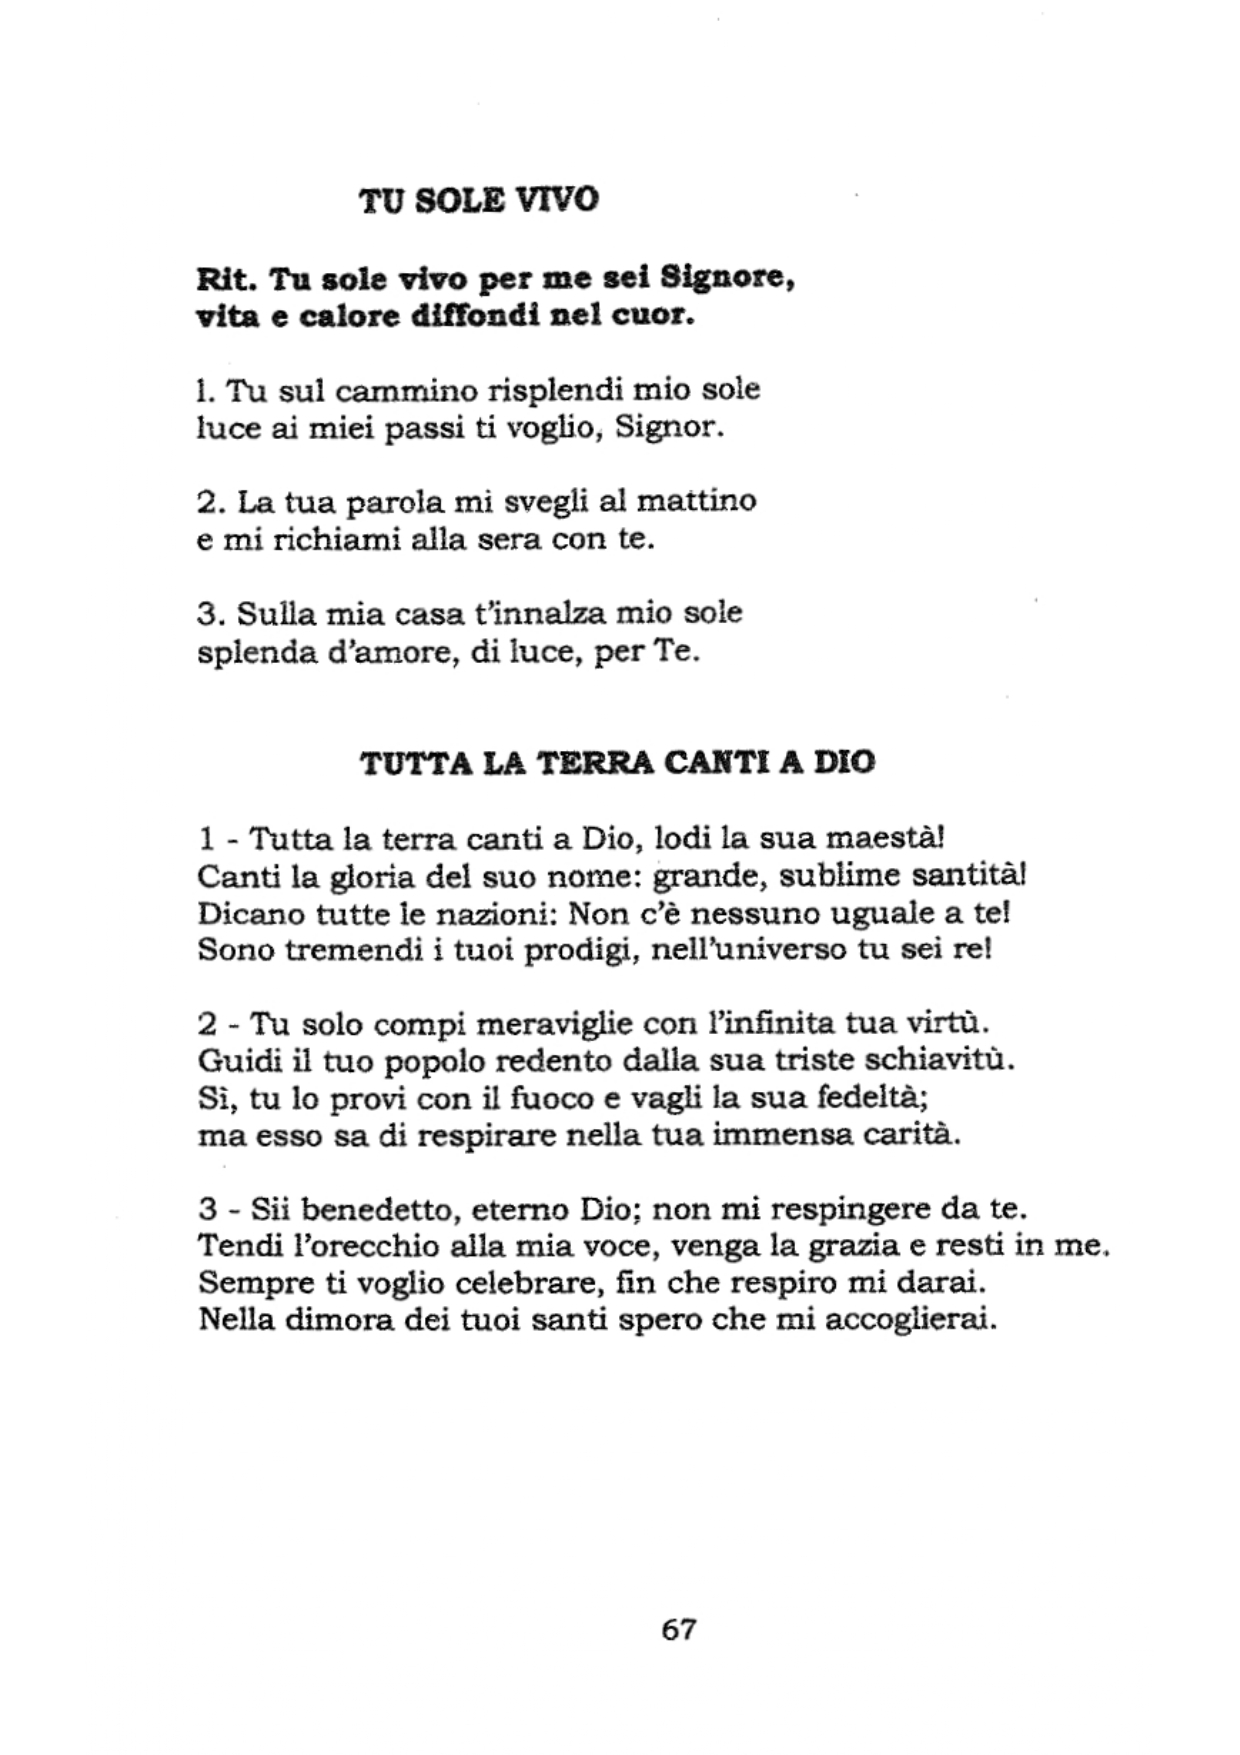 TU SOLE VIVO
Rit. Tu sole vivo per me sei Signore,
vita e calore diffondi nel cuor.
1. Tu sul cammino risplendi mio sole
luce ai miei passi ti voglio, Signor.
2. La tua parola mi svegli al mattino
e mi richiami alla sera con te.
3. Sulla mia casa t'innalza mio sole
splenda d'amore, di luce, per Te.
TUTTA LA TERRA CANTI A DIO
1 - Tutta la terra canti a Dio, lodi la sua maestà!
Canti la gloria del suo nome: grande, sublime santità!
Dicano tutte le nazioni: Non c'è nessuno uguale a te!
Sono tremendi i tuoi prodigi, nell'universo tu sei re!
2 - Tu solo compi meraviglie con l'infinita tua virtù.
Guidi il tuo popolo redento dalla sua triste schiavitù.
Sì, tu lo provi con il fuoco e vagli la sua fedeltà;
ma esso sa di respirare nella tua immensa carità.
3 - Sii benedetto, eterno Dio; non mi respingere da te.
Tendi l'orecchio alla mia voce, venga la grazia e resti in me.
Sempre ti voglio celebrare, fin che respiro mi darai.
Nella dimora dei tuoi santi spero che mi accoglierai.
67